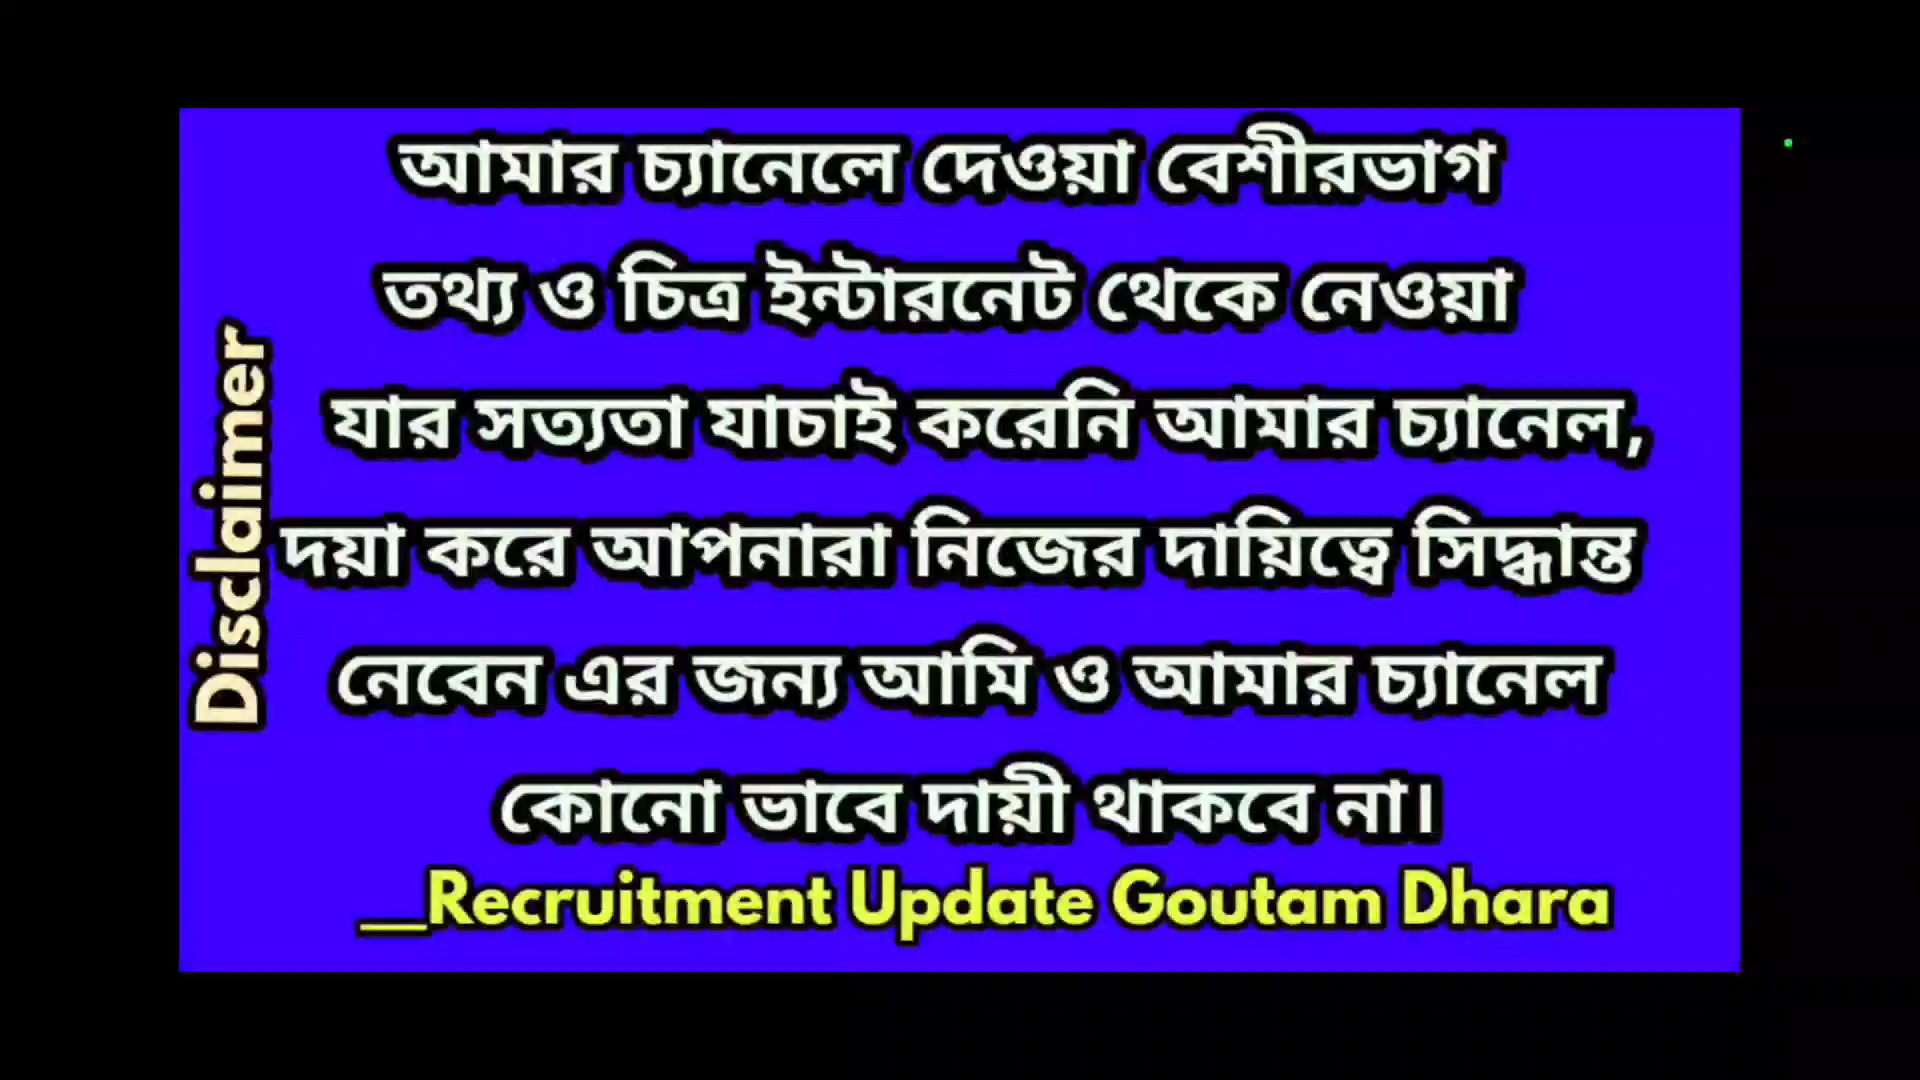 Disclaimer
আমার চ্যানেলে দেওয়া বেশীরভাগ
তথ্য ও চিত্র ইন্টারনেট থেকে নেওয়া
যার সত্যতা যাচাই করেনি আমার চ্যানেল,
দয়া করে আপনারা নিজের দায়িত্বে সিদ্ধান্ত
নেবেন এর জন্য আমি ও আমার চ্যানেল
কোনো ভাবে দায়ী থাকবে না।
__Recruitment Update Goutam Dhara